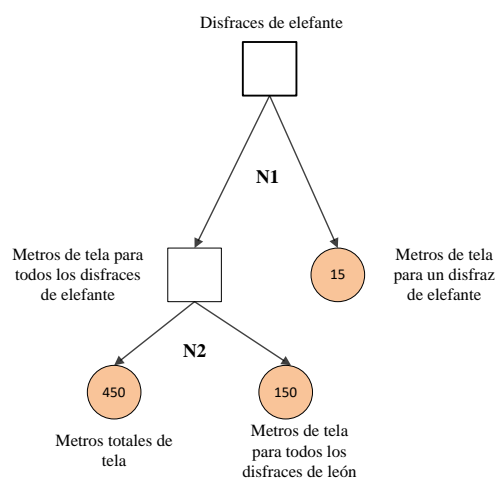 Disfraces de elefante
N1
Metros de tela para
todos los disfraces
de elefante
15
Metros de tela
para un disfraz
de elefante
N2
450
150
Metros totales de
tela
Metros de tela
para todos los
disfraces de león